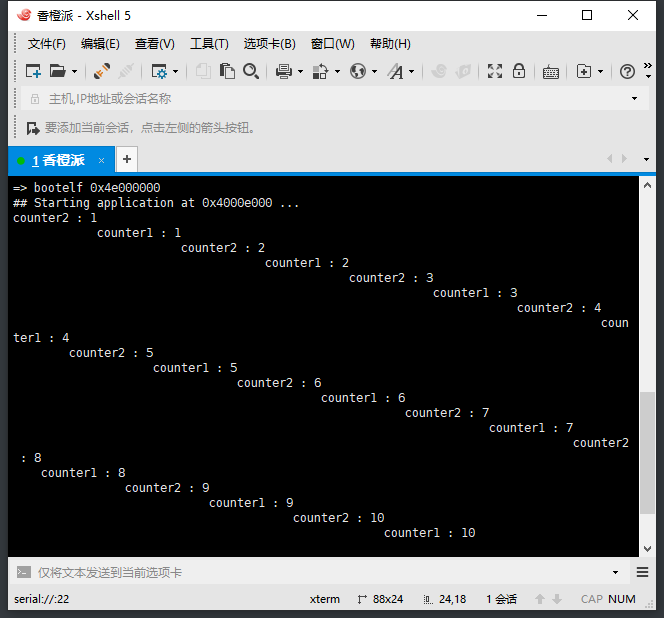 香橙派 - Xshell 5
文件(F) 编辑(E) 查看(V) 工具(T) 选项卡(B) 窗口(W) 帮助(H)
主机,IP地址或会话名称
要添加当前会话，点击左侧的箭头按钮。
1 香橙派 × +
=> bootelf 0x4e000000
## Starting application at 0x4000e000 ...
counter2 : 1
counter1 : 1
counter2 : 2
counter1 : 2
counter2 : 3
counter1 : 3
counter2 : 4
coun
ter1 : 4
counter2 : 5
counter1 : 5
counter2 : 6
counter1 : 6
counter2 : 7
counter1 : 7
counter2
: 8
counter1 : 8
counter2 : 9
counter1 : 9
counter2 : 10
counter1 : 10
仅将文本发送到当前选项卡
serial://:22 xterm 88x24 24,18 1 会话 CAP NUM